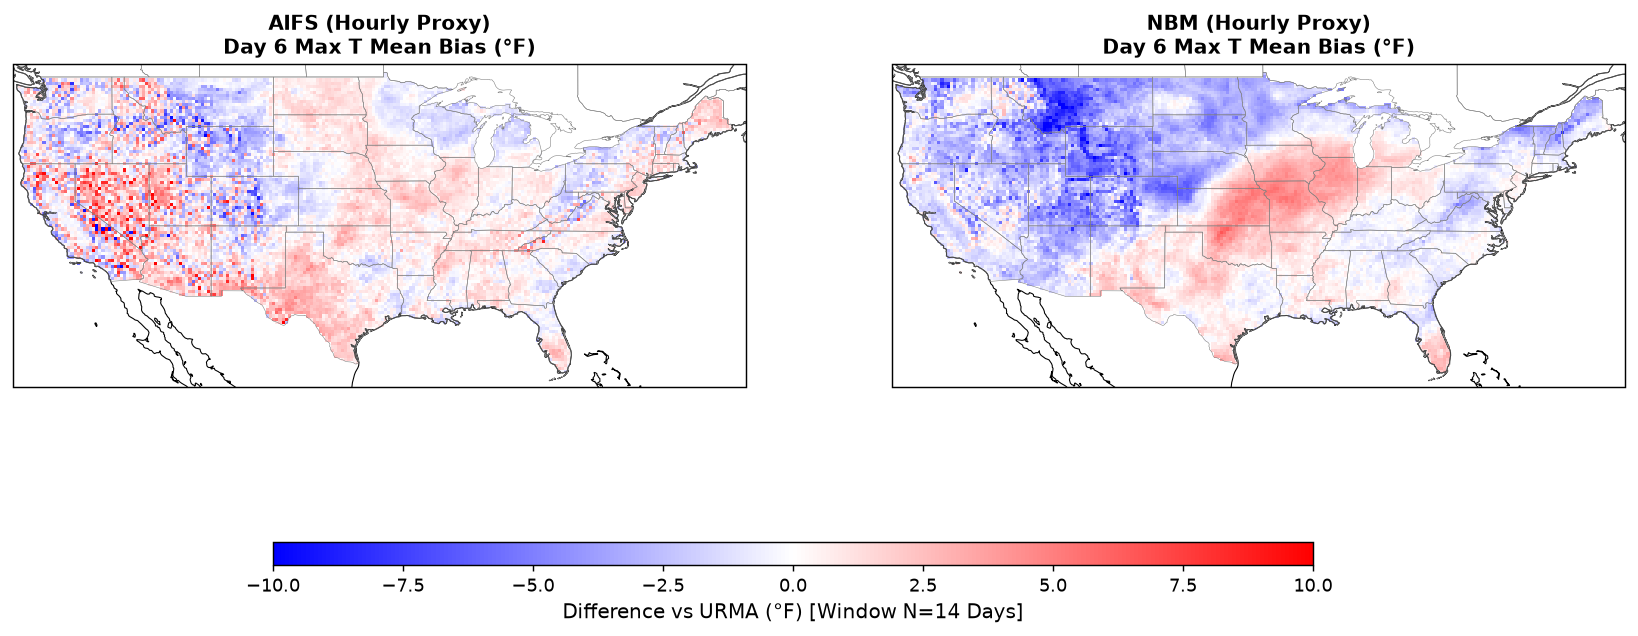 AIFS (Hourly Proxy)
Day 6 Max T Mean Bias (°F)
NBM (Hourly Proxy)
Day 6 Max T Mean Bias (°F)
−10.0 −7.5 −5.0 −2.5 0.0 2.5 5.0 7.5 10.0
Difference vs URMA (°F) [Window N=14 Days]